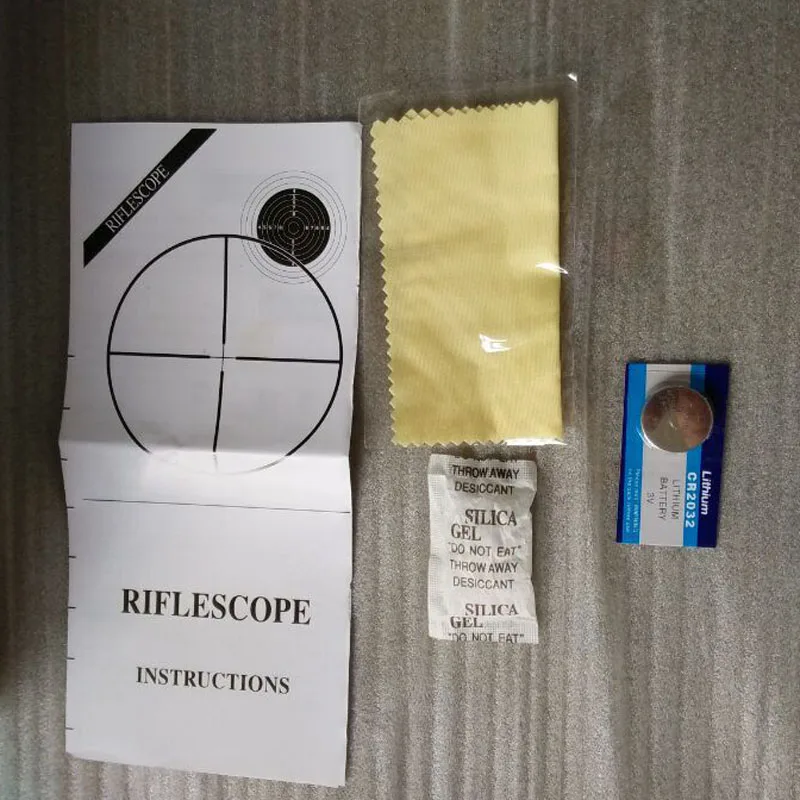 RIFLESCOPE
RIFLESCOPE
INSTRUCTIONS
THROW AWAY
DESICCANT
SILICA
GEL
"DO NOT EAT"
THROW AWAY
DESICCANT
SILICA
GEL
"DO NOT EAT"
Lithium
CR2032
LITHIUM
BATTERY
3V